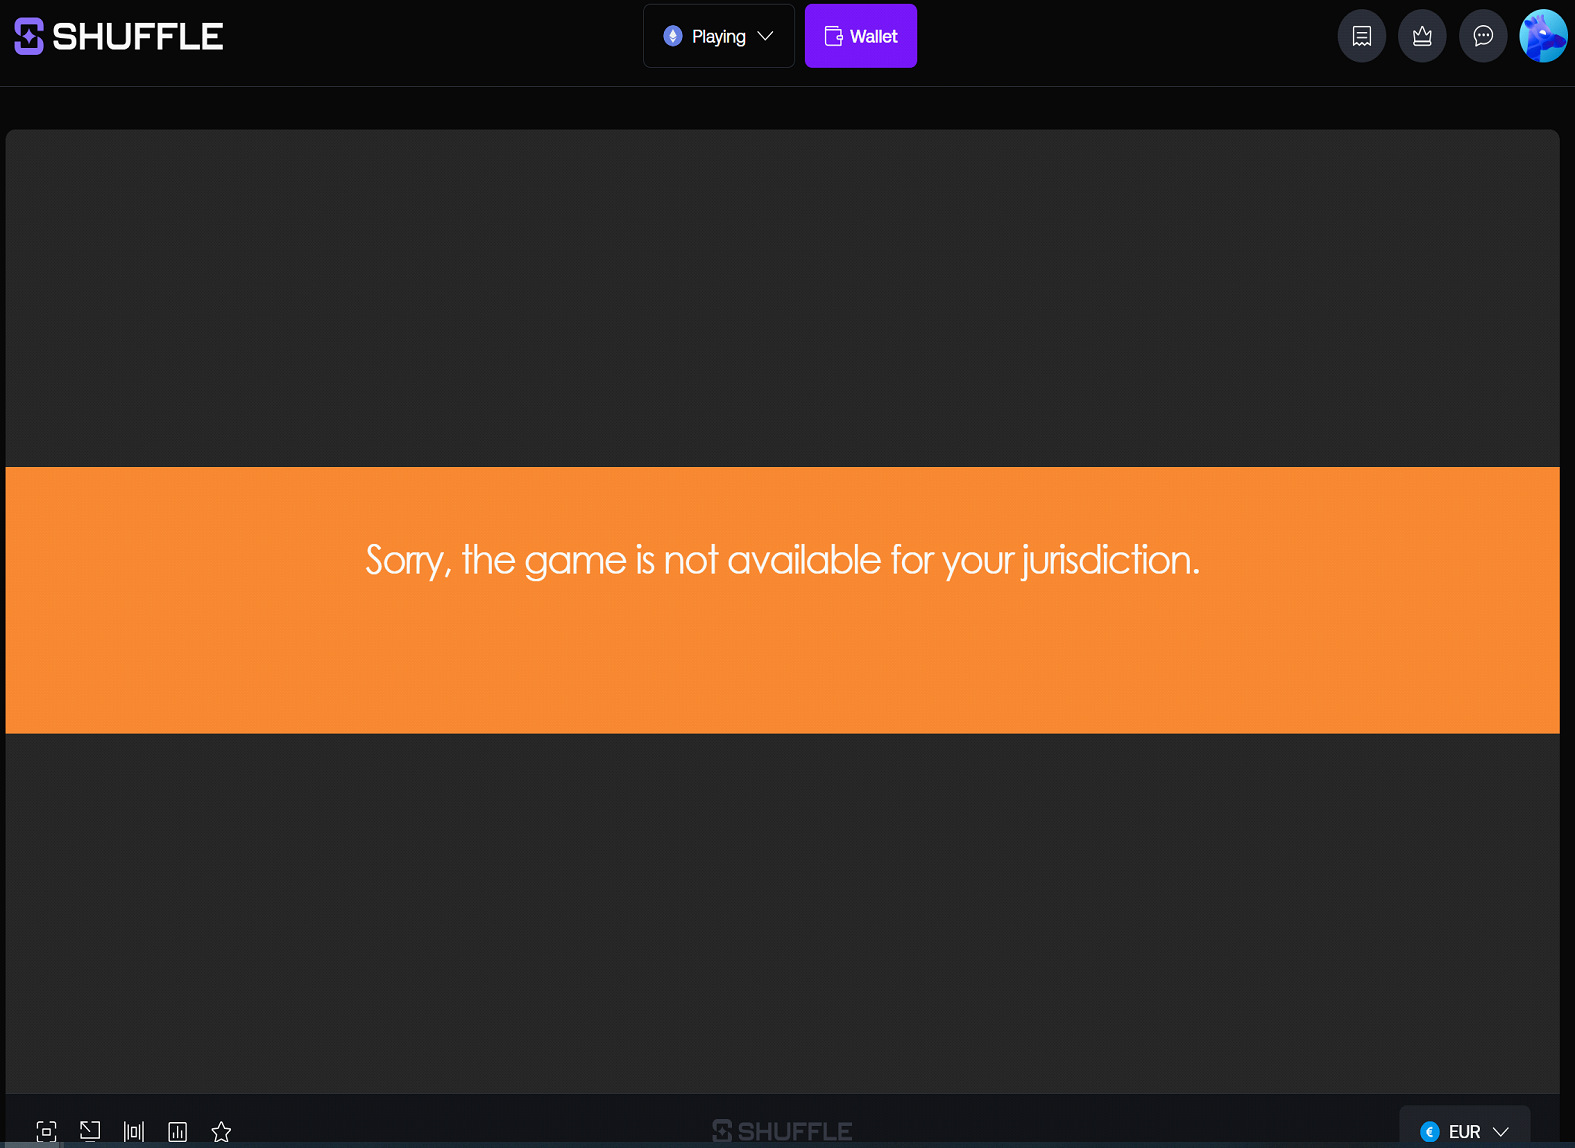 SHUFFLE
Playing
Wallet
Sorry, the game is not available for your jurisdiction.
SHUFFLE
€ EUR